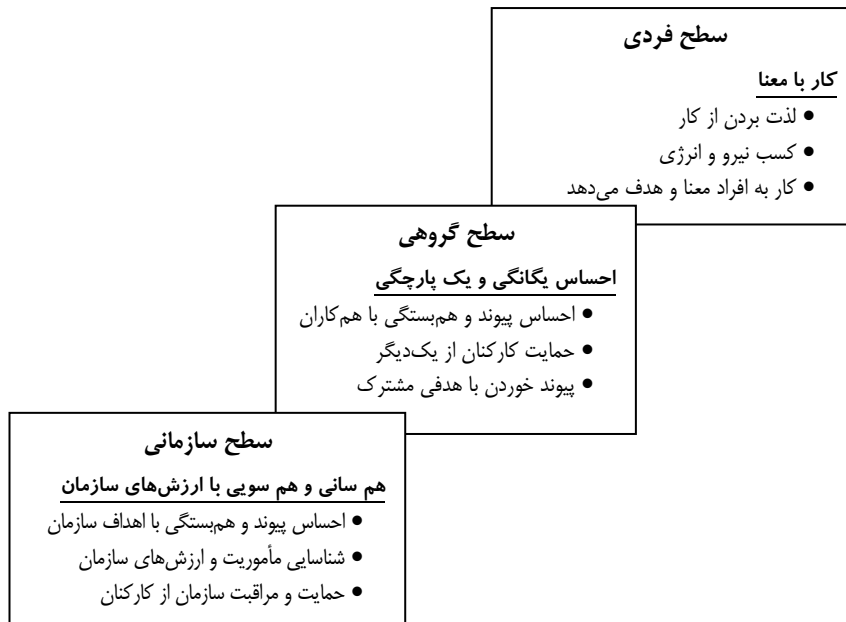 سطح فردی
کار با معنا
• لذت بردن از کار
• کسب نیرو و انرژی
• کار به افراد معنا و هدف می‌دهد
سطح گروهی
احساس یگانگی و یک پارچگی
• احساس پیوند و هم‌بستگی با هم‌کاران
• حمایت کارکنان از یک‌دیگر
• پیوند خوردن با هدفی مشترک
سطح سازمانی
هم سانی و هم سویی با ارزش‌های سازمان
• احساس پیوند و هم‌بستگی با اهداف سازمان
• شناسایی مأموریت و ارزش‌های سازمان
• حمایت و مراقبت سازمان از کارکنان